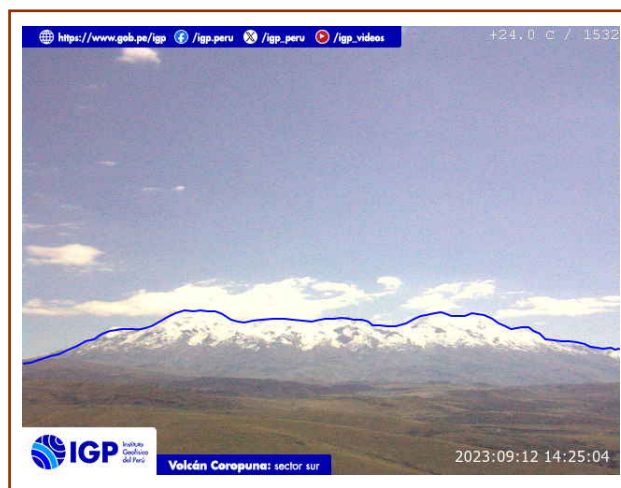 https://www.gob.pe/igp /igp.peru /igp_peru /igp_videos
+24.0 C / 1532
IGP Instituto Geofísico del Perú
Volcán Coropuna: sector sur
2023:09:12 14:25:04